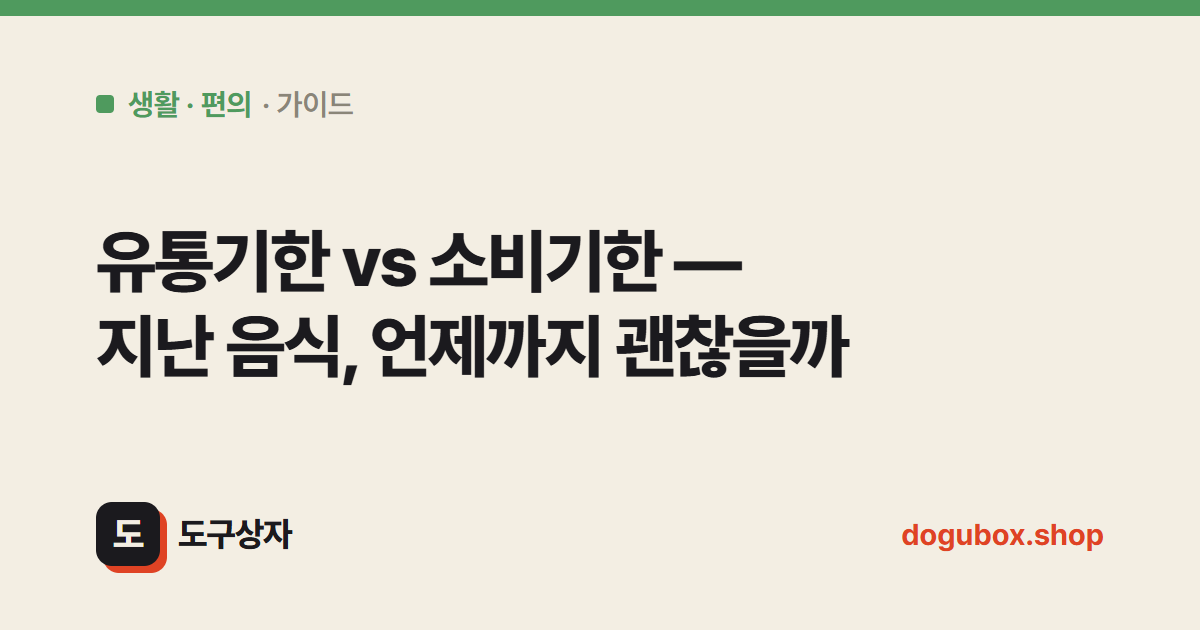 생활 · 편의 · 가이드
유통기한 vs 소비기한 —
지난 음식, 언제까지 괜찮을까
도 도구상자
dogubox.shop